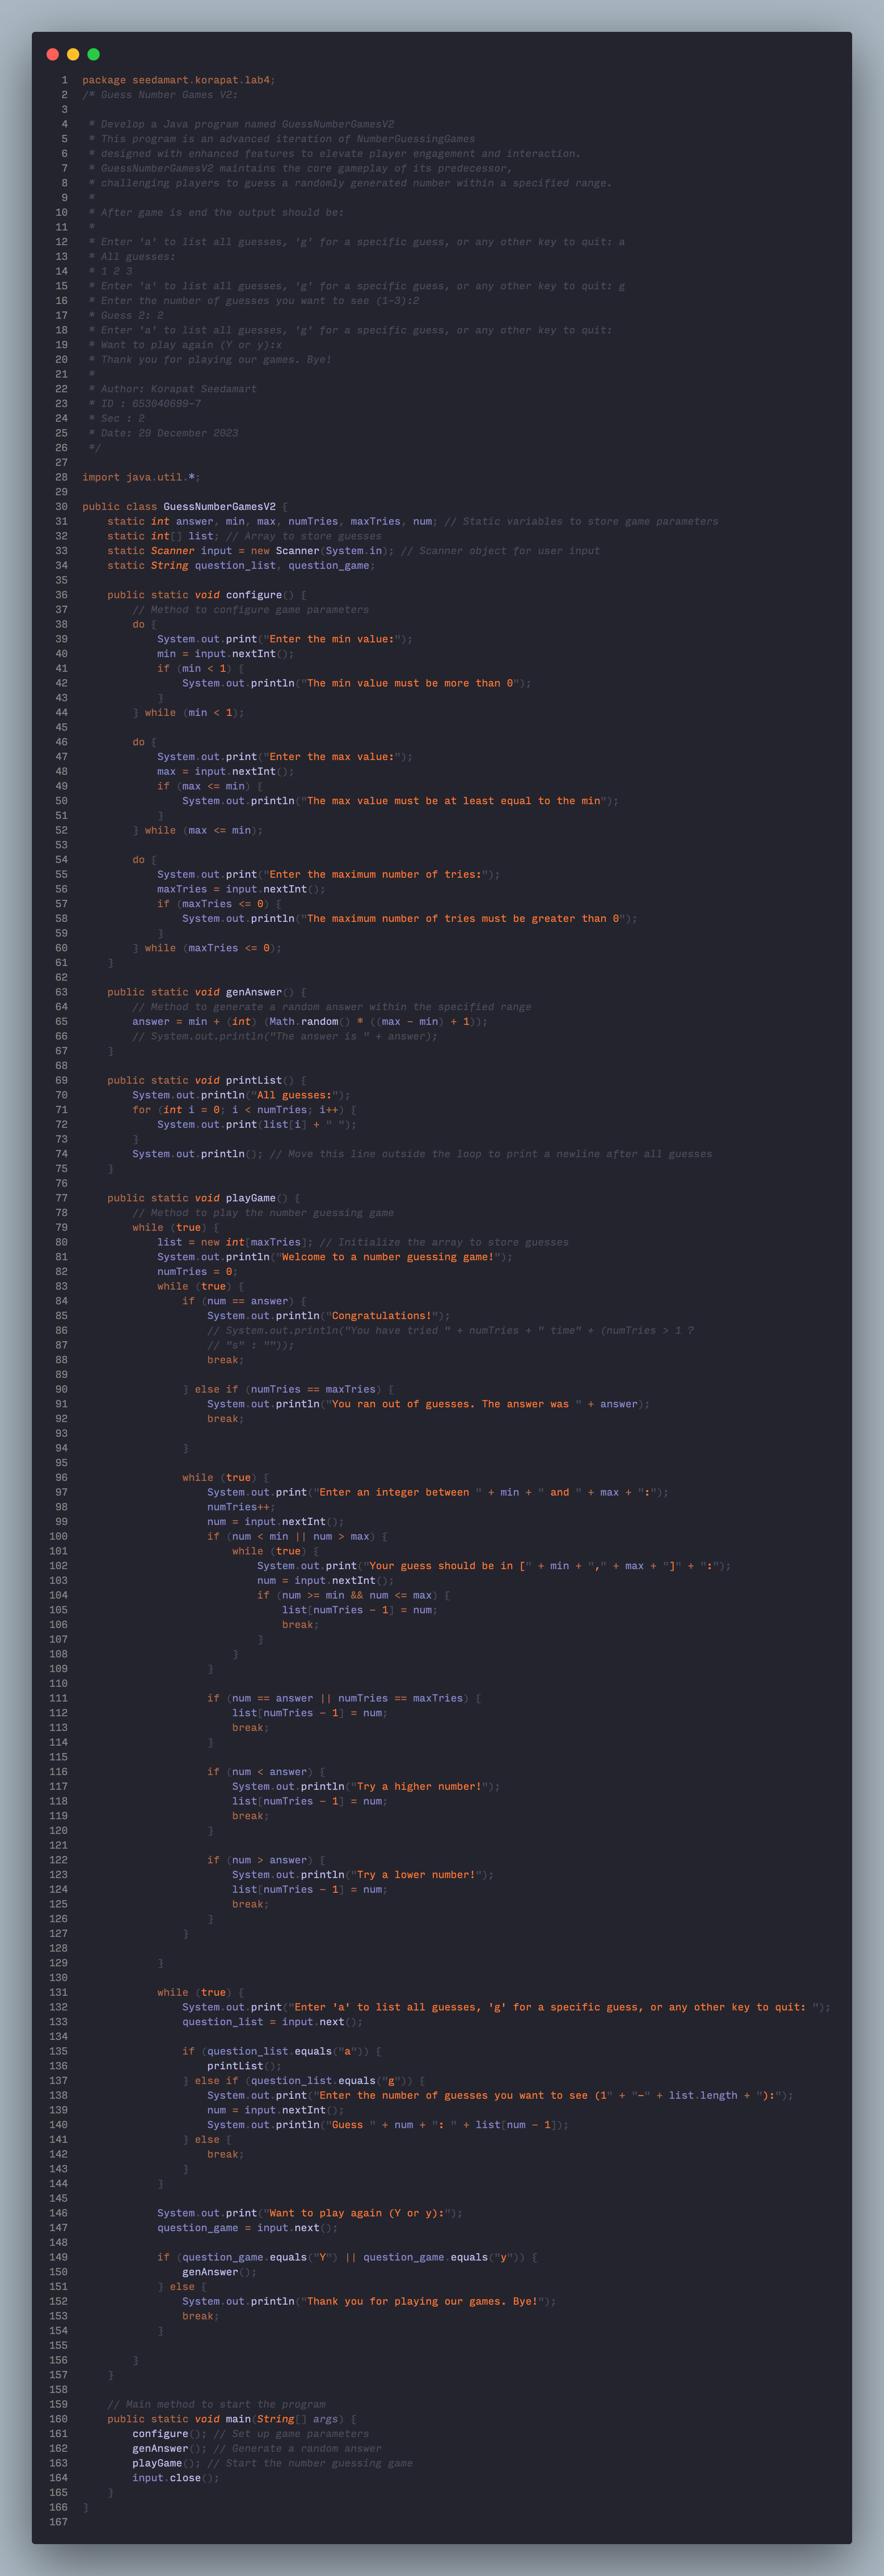 1 package seedamart.korapat.lab4;
2 /* Guess Number Games V2:
3
4  * Develop a Java program named GuessNumberGamesV2
5  * This program is an advanced iteration of NumberGuessingGames
6  * designed with enhanced features to elevate player engagement and interaction.
7  * GuessNumberGamesV2 maintains the core gameplay of its predecessor,
8  * challenging players to guess a randomly generated number within a specified range.
9  *
10  * After game is end the output should be:
11  *
12  * Enter 'a' to list all guesses, 'g' for a specific guess, or any other key to quit: a
13  * All guesses:
14  * 1 2 3
15  * Enter 'a' to list all guesses, 'g' for a specific guess, or any other key to quit: g
16  * Enter the number of guesses you want to see (1-3):2
17  * Guess 2: 2
18  * Enter 'a' to list all guesses, 'g' for a specific guess, or any other key to quit:
19  * Want to play again (Y or y):x
20  * Thank you for playing our games. Bye!
21  *
22  * Author: Korapat Seedamart
23  * ID : 653040699-7
24  * Sec : 2
25  * Date: 29 December 2023
26  */
27
28 import java.util.*;
29
30 public class GuessNumberGamesV2 {
31     static int answer, min, max, numTries, maxTries, num; // Static variables to store game parameters
32     static int[] list; // Array to store guesses
33     static Scanner input = new Scanner(System.in); // Scanner object for user input
34     static String question_list, question_game;
35
36     public static void configure() {
37         // Method to configure game parameters
38         do {
39             System.out.print("Enter the min value:");
40             min = input.nextInt();
41             if (min < 1) {
42                 System.out.println("The min value must be more than 0");
43             }
44         } while (min < 1);
45
46         do {
47             System.out.print("Enter the max value:");
48             max = input.nextInt();
49             if (max <= min) {
50                 System.out.println("The max value must be at least equal to the min");
51             }
52         } while (max <= min);
53
54         do {
55             System.out.print("Enter the maximum number of tries:");
56             maxTries = input.nextInt();
57             if (maxTries <= 0) {
58                 System.out.println("The maximum number of tries must be greater than 0");
59             }
60         } while (maxTries <= 0);
61     }
62
63     public static void genAnswer() {
64         // Method to generate a random answer within the specified range
65         answer = min + (int) (Math.random() * ((max - min) + 1));
66         // System.out.println("The answer is " + answer);
67     }
68
69     public static void printList() {
70         System.out.println("All guesses:");
71         for (int i = 0; i < numTries; i++) {
72             System.out.print(list[i] + " ");
73         }
74         System.out.println(); // Move this line outside the loop to print a newline after all guesses
75     }
76
77     public static void playGame() {
78         // Method to play the number guessing game
79         while (true) {
80             list = new int[maxTries]; // Initialize the array to store guesses
81             System.out.println("Welcome to a number guessing game!");
82             numTries = 0;
83             while (true) {
84                 if (num == answer) {
85                     System.out.println("Congratulations!");
86                     // System.out.println("You have tried " + numTries + " time" + (numTries > 1 ?
87                     // "s" : ""));
88                     break;
89
90                 } else if (numTries == maxTries) {
91                     System.out.println("You ran out of guesses. The answer was " + answer);
92                     break;
93
94                 }
95
96                 while (true) {
97                     System.out.print("Enter an integer between " + min + " and " + max + ":");
98                     numTries++;
99                     num = input.nextInt();
100                     if (num < min || num > max) {
101                         while (true) {
102                             System.out.print("Your guess should be in [" + min + "," + max + "]" + ":");
103                             num = input.nextInt();
104                             if (num >= min && num <= max) {
105                                 list[numTries - 1] = num;
106                                 break;
107                             }
108                         }
109                     }
110
111                     if (num == answer || numTries == maxTries) {
112                         list[numTries - 1] = num;
113                         break;
114                     }
115
116                     if (num < answer) {
117                         System.out.println("Try a higher number!");
118                         list[numTries - 1] = num;
119                         break;
120                     }
121
122                     if (num > answer) {
123                         System.out.println("Try a lower number!");
124                         list[numTries - 1] = num;
125                         break;
126                     }
127                 }
128
129             }
130
131             while (true) {
132                 System.out.print("Enter 'a' to list all guesses, 'g' for a specific guess, or any other key to quit: ");
133                 question_list = input.next();
134
135                 if (question_list.equals("a")) {
136                     printList();
137                 } else if (question_list.equals("g")) {
138                     System.out.print("Enter the number of guesses you want to see (1" + "-" + list.length + "):");
139                     num = input.nextInt();
140                     System.out.println("Guess " + num + ": " + list[num - 1]);
141                 } else {
142                     break;
143                 }
144             }
145
146             System.out.print("Want to play again (Y or y):");
147             question_game = input.next();
148
149             if (question_game.equals("Y") || question_game.equals("y")) {
150                 genAnswer();
151             } else {
152                 System.out.println("Thank you for playing our games. Bye!");
153                 break;
154             }
155
156         }
157     }
158
159     // Main method to start the program
160     public static void main(String[] args) {
161         configure(); // Set up game parameters
162         genAnswer(); // Generate a random answer
163         playGame(); // Start the number guessing game
164         input.close();
165     }
166 }
167